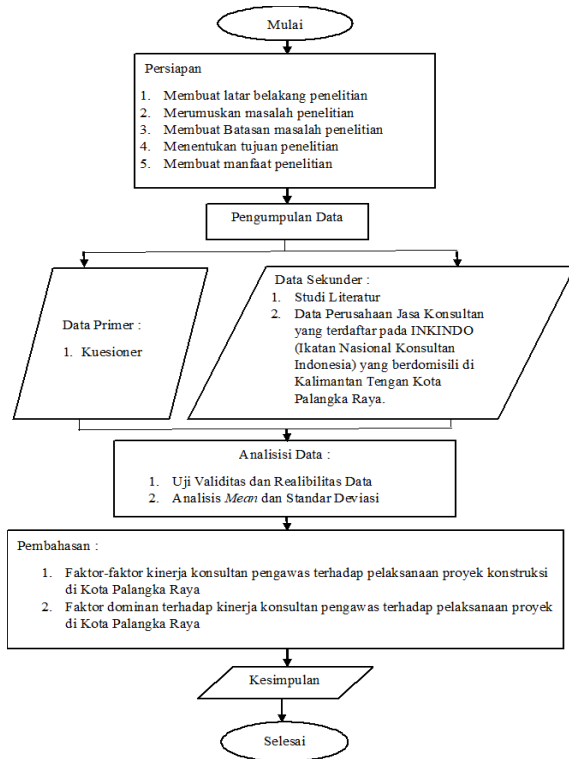 Mulai
Persiapan
1. Membuat latar belakang penelitian
2. Merumuskan masalah penelitian
3. Membuat Batasan masalah penelitian
4. Menentukan tujuan penelitian
5. Membuat manfaat penelitian
Pengumpulan Data
Data Primer :
1. Kuesioner
Data Sekunder :
1. Studi Literatur
2. Data Perusahaan Jasa Konsultan
yang terdaftar pada INKINDO
(Ikatan Nasional Konsultan
Indonesia) yang berdomisili di
Kalimantan Tengan Kota
Palangka Raya.
Analisisi Data :
1. Uji Validitas dan Realibilitas Data
2. Analisis Mean dan Standar Deviasi
Pembahasan :
1. Faktor-faktor kinerja konsultan pengawas terhadap pelaksanaan proyek konstruksi
di Kota Palangka Raya
2. Faktor dominan terhadap kinerja konsultan pengawas terhadap pelaksanaan proyek
di Kota Palangka Raya
Kesimpulan
Selesai